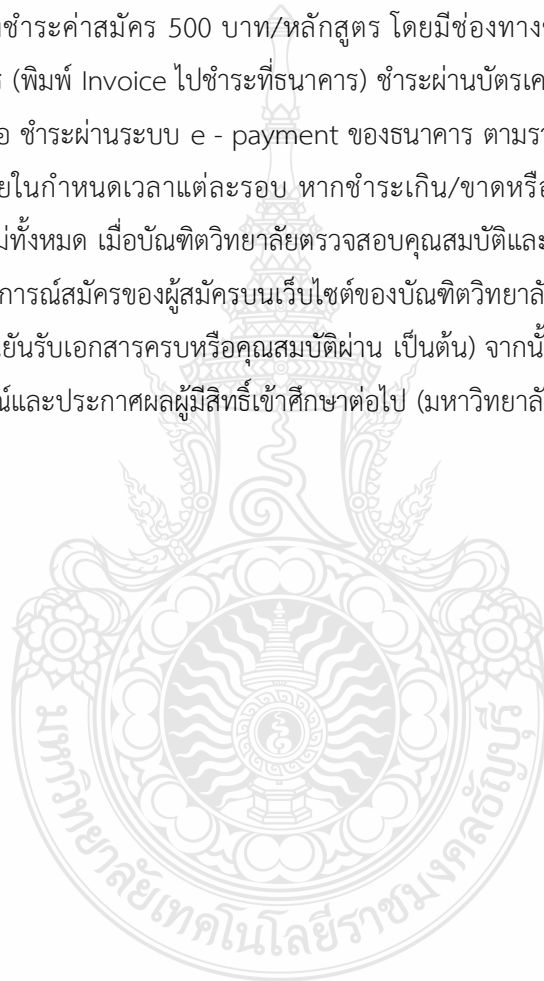 ชำระค่าสมัคร 500 บาท/หลักสูตร โดยมีช่องทาง
(พิมพ์ Invoice ไปชำระที่ธนาคาร) ชำระผ่านบัตรเค
ชำระผ่านระบบ e - payment ของธนาคาร ตามรา
ในกำหนดเวลาแต่ละรอบ หากชำระเกิน/ขาดหรือ
ทั้งหมด เมื่อบัณฑิตวิทยาลัยตรวจสอบคุณสมบัติและ
การณ์สมัครของผู้สมัครบนเว็บไซต์ของบัณฑิตวิทยาลั
ยันรับเอกสารครบหรือคุณสมบัติผ่าน เป็นต้น) จากนั้
และประกาศผลผู้มีสิทธิ์เข้าศึกษาต่อไป (มหาวิทยาลั
มหาวิทยาลัยเทคโนโลยีราชมงคลธัญบุรี